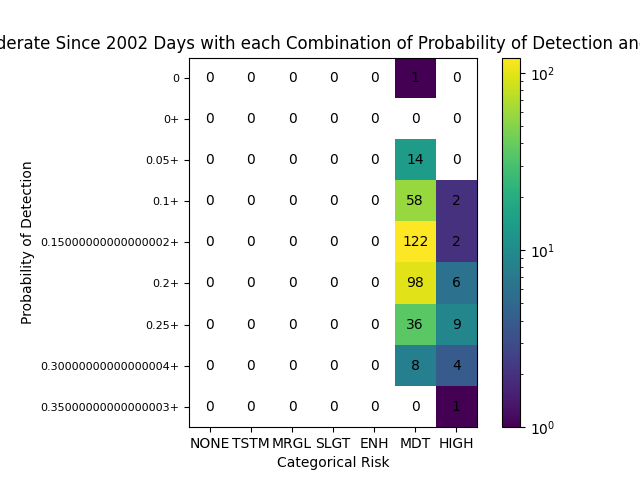 derate Since 2002 Days with each Combination of Probability of Detection an
Probability of Detection
0 0 0 0 0 0 1 0
0+ 0 0 0 0 0 0 0
0.05+ 0 0 0 0 0 14 0
0.1+ 0 0 0 0 0 58 2
0.15000000000000002+ 0 0 0 0 0 122 2
0.2+ 0 0 0 0 0 98 6
0.25+ 0 0 0 0 0 36 9
0.30000000000000004+ 0 0 0 0 0 8 4
0.35000000000000003+ 0 0 0 0 0 0 1
NONE TSTM MRGL SLGT ENH MDT HIGH
Categorical Risk
10²
10¹
10⁰